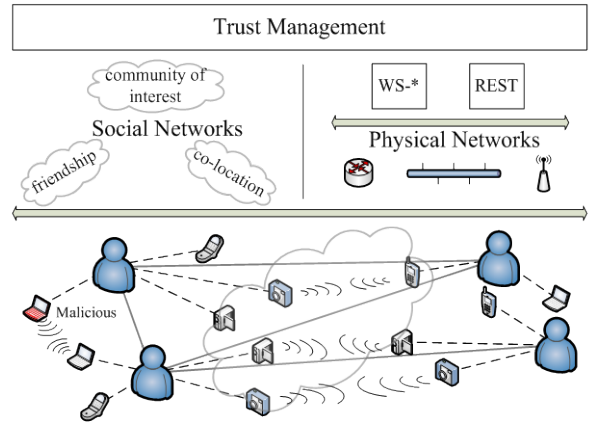 Trust Management
community of
interest
Social Networks
friendship
co-location
WS-*
REST
Physical Networks
Malicious